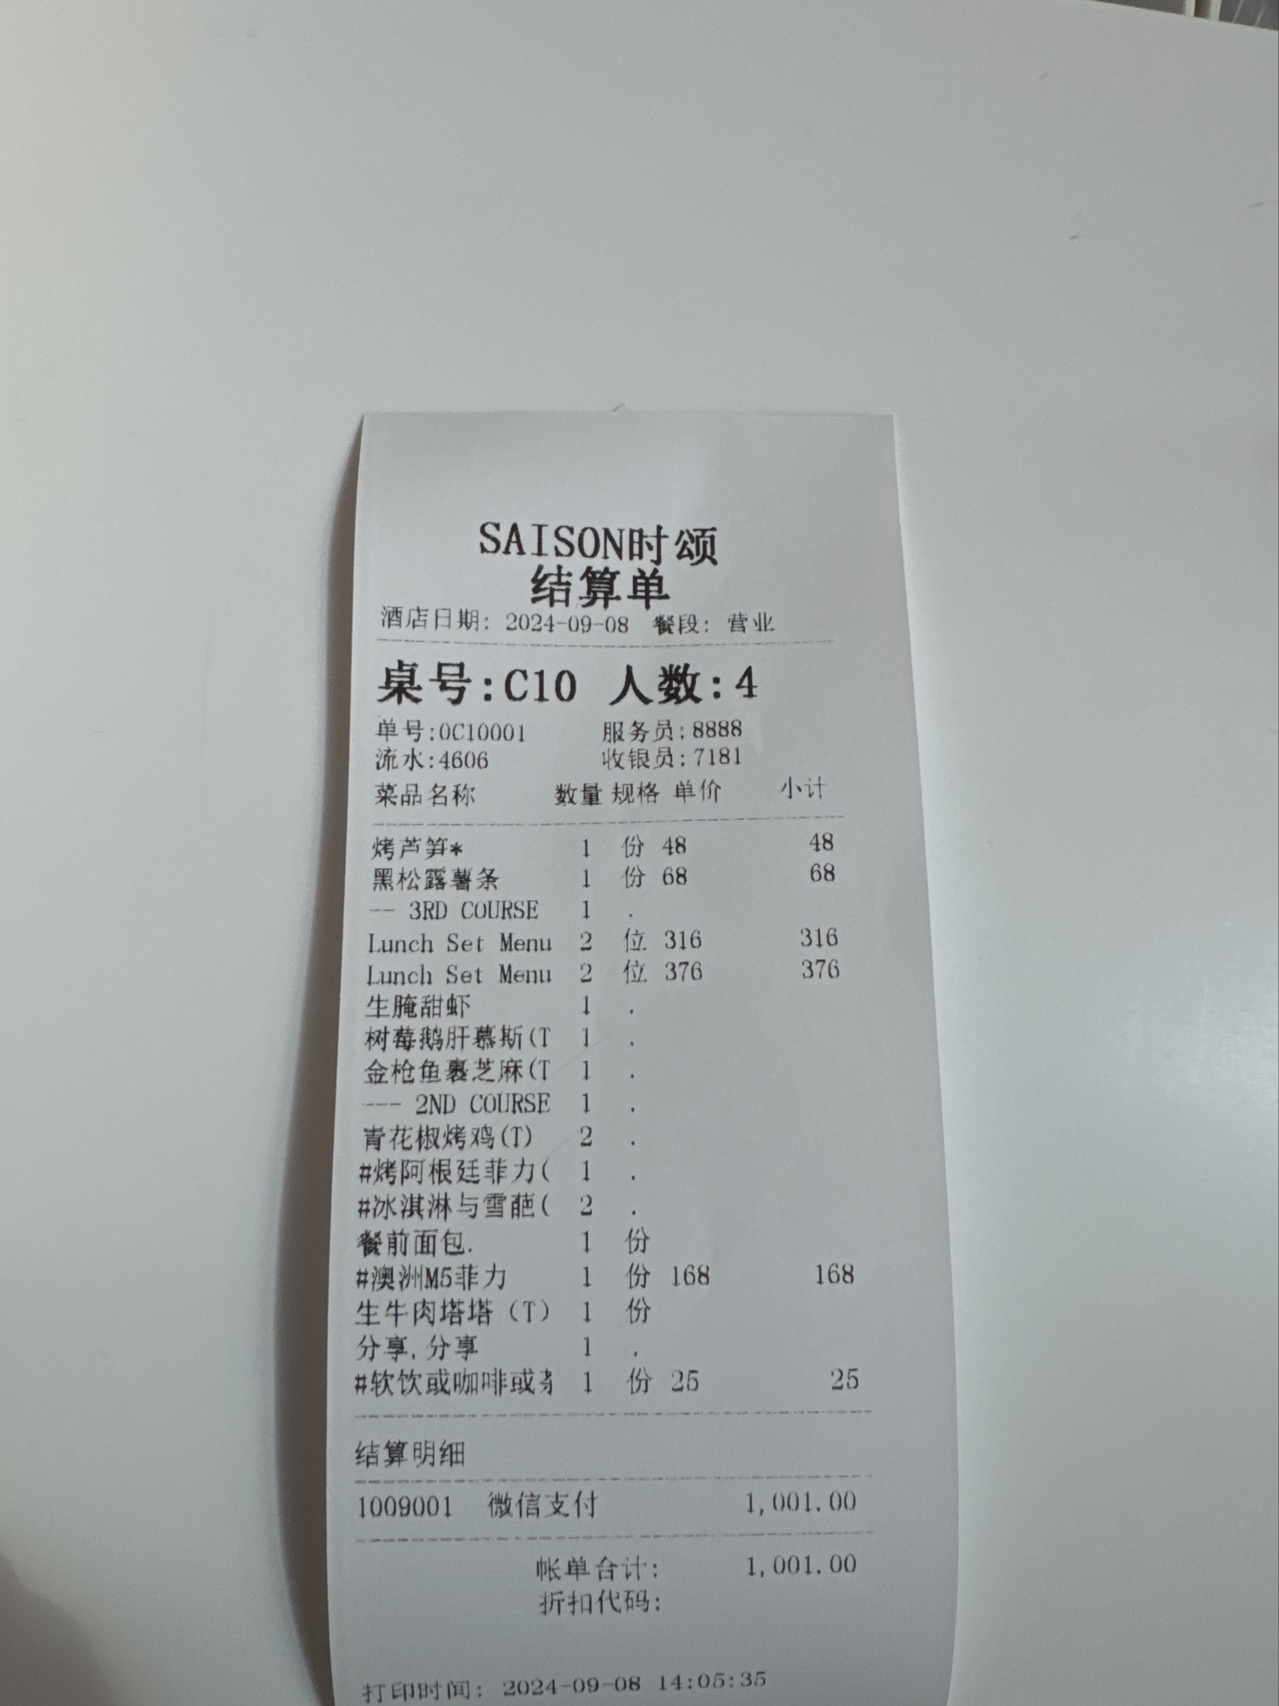 SAISON时颂
结算单
酒店日期: 2024-09-08 餐段: 营业
桌号:C10 人数:4
单号:0C10001 服务员:8888
流水:4606 收银员:7181
菜品名称 数量 规格 单价 小计
烤芦笋* 1 份 48 48
黑松露薯条 1 份 68 68
-- 3RD COURSE 1 .
Lunch Set Menu 2 位 316 316
Lunch Set Menu 2 位 376 376
生腌甜虾 1 .
树莓鹅肝慕斯(T 1 .
金枪鱼裹芝麻(T 1 .
--- 2ND COURSE 1 .
青花椒烤鸡(T) 2 .
#烤阿根廷菲力( 1 .
#冰淇淋与雪葩( 2 .
餐前面包. 1 份
#澳洲M5菲力 1 份 168 168
生牛肉塔塔（T） 1 份
分享,分享 1 .
#软饮或咖啡或茶 1 份 25 25
结算明细
1009001 微信支付 1,001.00
帐单合计: 1,001.00
折扣代码:
打印时间: 2024-09-08 14:05:35